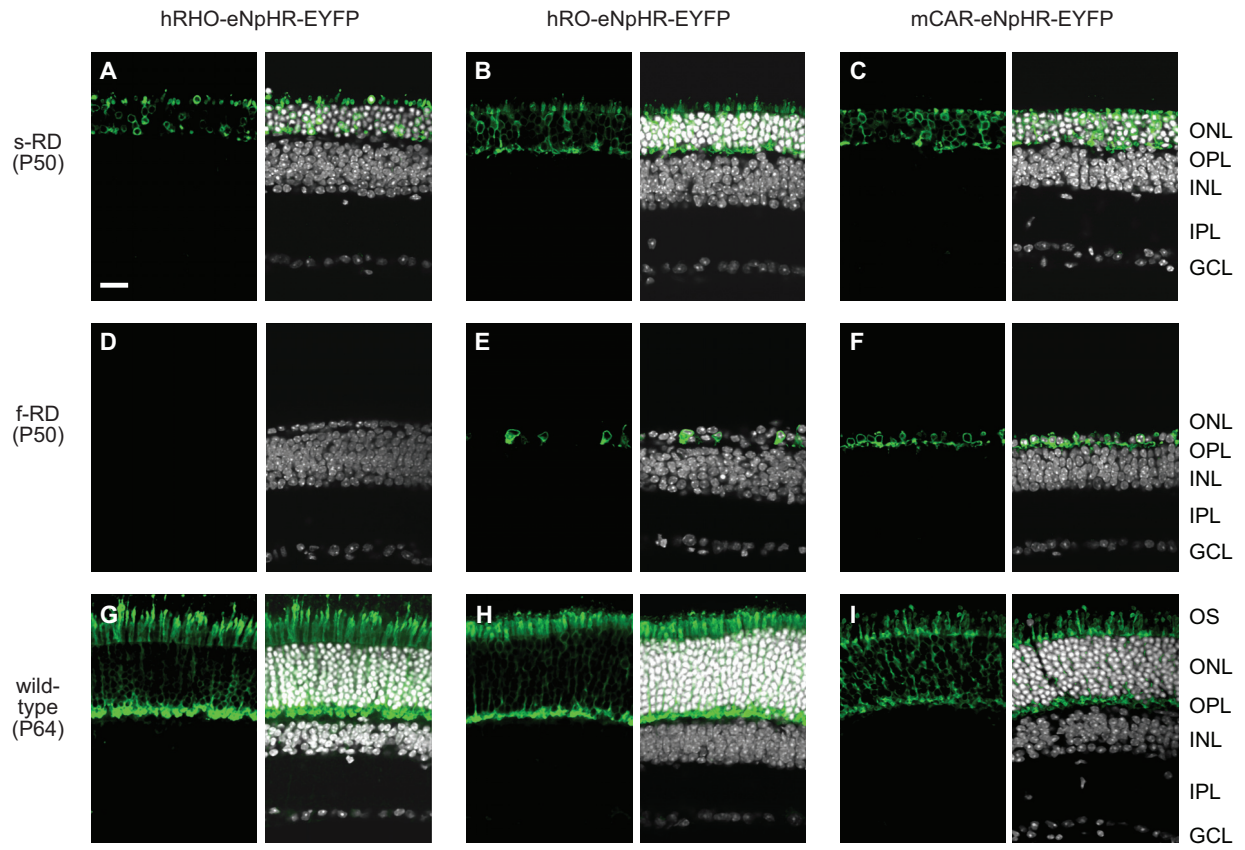 hRHO-eNpHR-EYFP hRO-eNpHR-EYFP mCAR-eNpHR-EYFP
s-RD
(P50)
A
B
C
ONL
OPL
INL
IPL
GCL
f-RD
(P50)
D
E
F
ONL
OPL
INL
IPL
GCL
wild-
type
(P64)
G
H
I
OS
ONL
OPL
INL
IPL
GCL